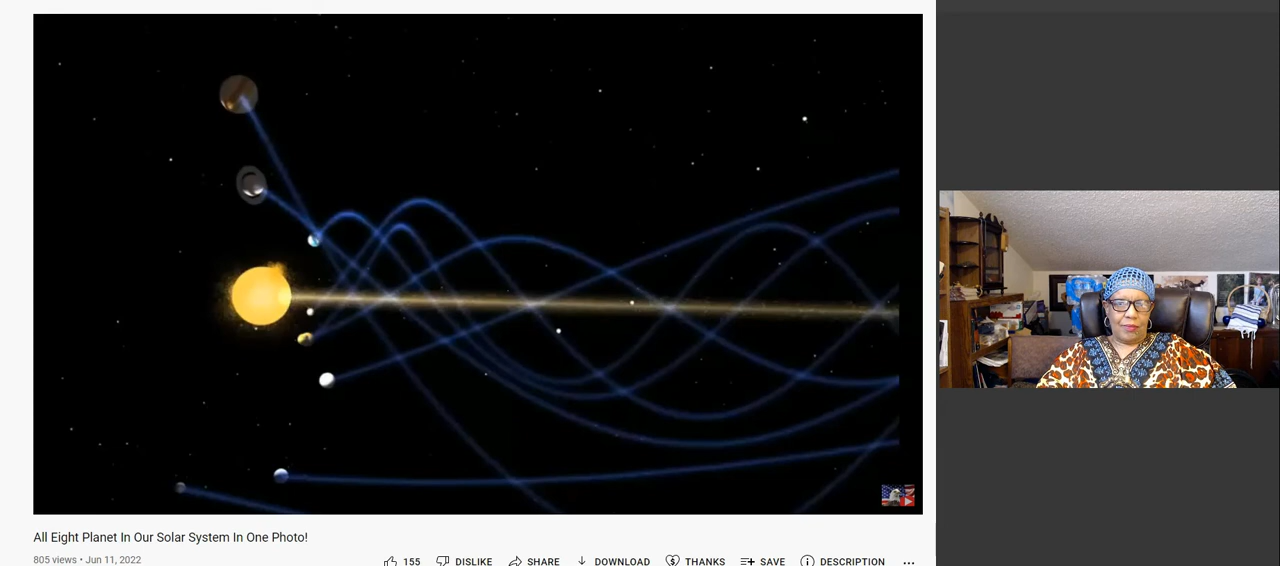 All Eight Planet In Our Solar System In One Photo!
805 views • Jun 11, 2022
155 DISLIKE SHARE DOWNLOAD THANKS SAVE DESCRIPTION ...